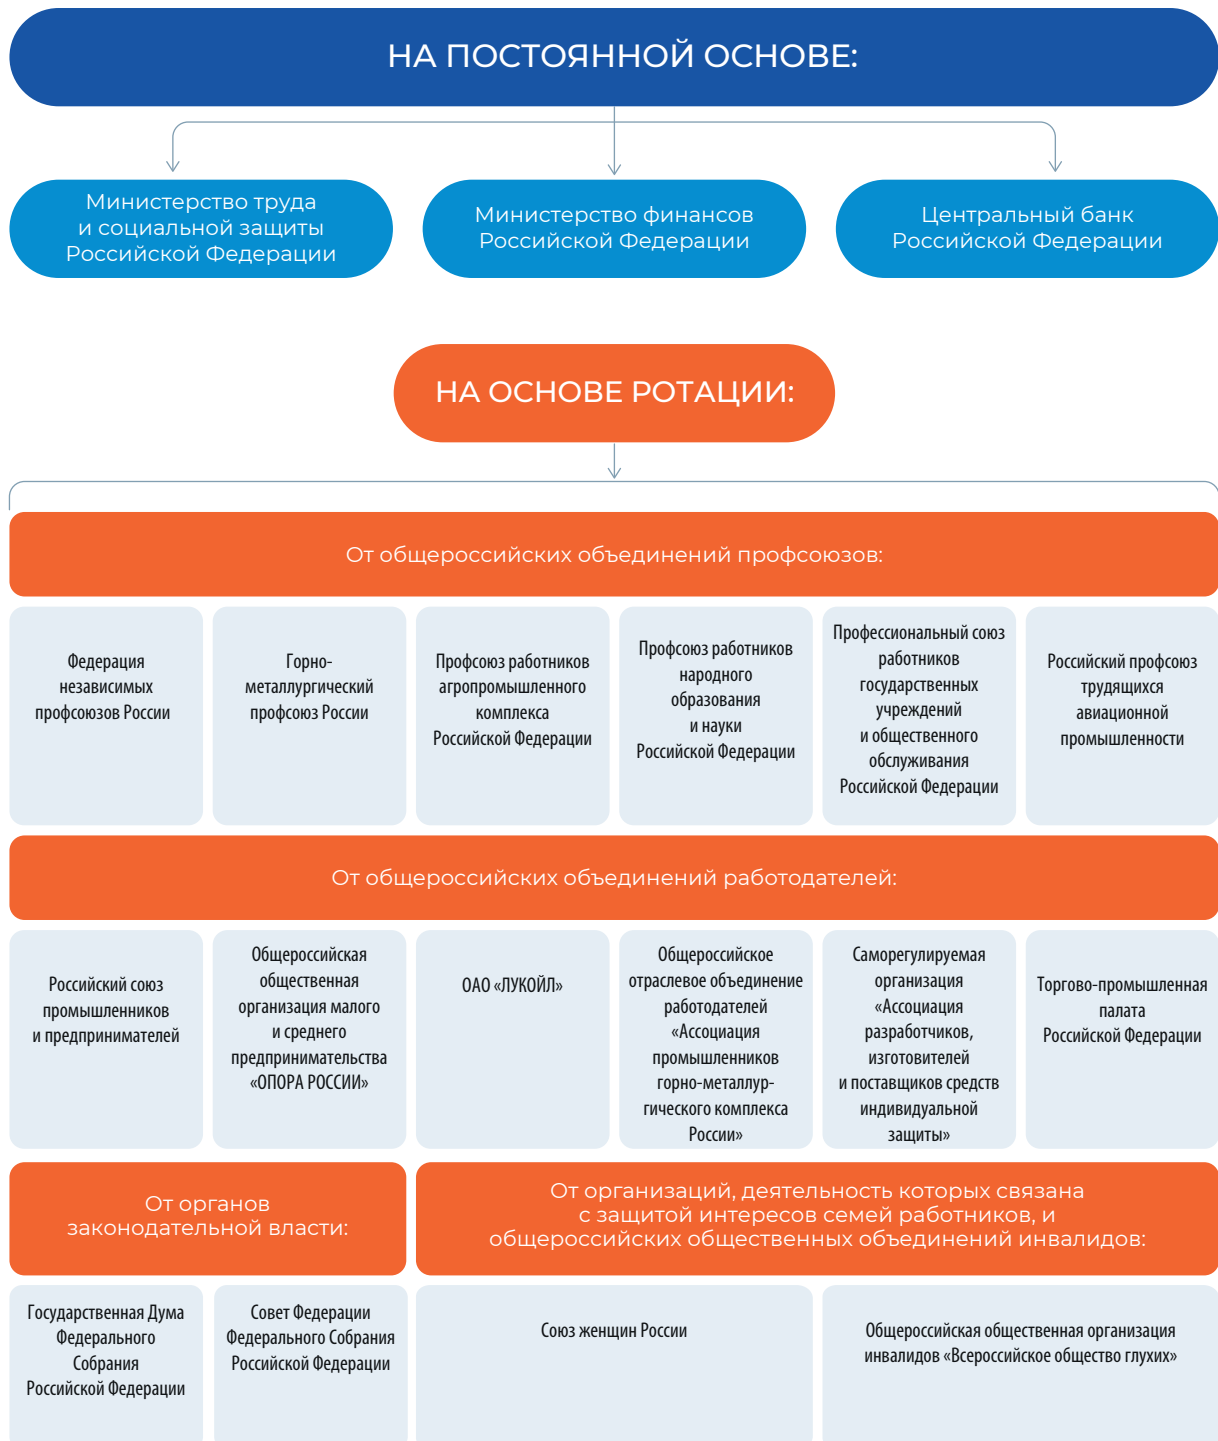 НА ПОСТОЯННОЙ ОСНОВЕ:
Министерство труда
и социальной защиты
Российской Федерации
Министерство финансов
Российской Федерации
Центральный банк
Российской Федерации
НА ОСНОВЕ РОТАЦИИ:
От общероссийских объединений профсоюзов:
Федерация
независимых
профсоюзов России
Горно-
металлургический
профсоюз России
Профсоюз работников
агропромышленного
комплекса
Российской Федерации
Профсоюз работников
народного
образования
и науки
Российской Федерации
Профессиональный союз
работников
государственных
учреждений
и общественного
обслуживания
Российской Федерации
Российский профсоюз
трудящихся
авиационной
промышленности
От общероссийских объединений работодателей:
Российский союз
промышленников
и предпринимателей
Общероссийская
общественная
организация малого
и среднего
предпринимательства
«ОПОРА РОССИИ»
ОАО «ЛУКОЙЛ»
Общероссийское
отраслевое объединение
работодателей
«Ассоциация
промышленников
горно-металлур-
гического комплекса
России»
Саморегулируемая
организация
«Ассоциация
разработчиков,
изготовителей
и поставщиков средств
индивидуальной
защиты»
Торгово-промышленная
палата
Российской Федерации
От органов
законодательной власти:
От организаций, деятельность которых связана
с защитой интересов семей работников, и
общероссийских общественных объединений инвалидов:
Государственная Дума
Федерального
Собрания
Российской Федерации
Совет Федерации
Федерального Собрания
Российской Федерации
Союз женщин России
Общероссийская общественная организация
инвалидов «Всероссийское общество глухих»